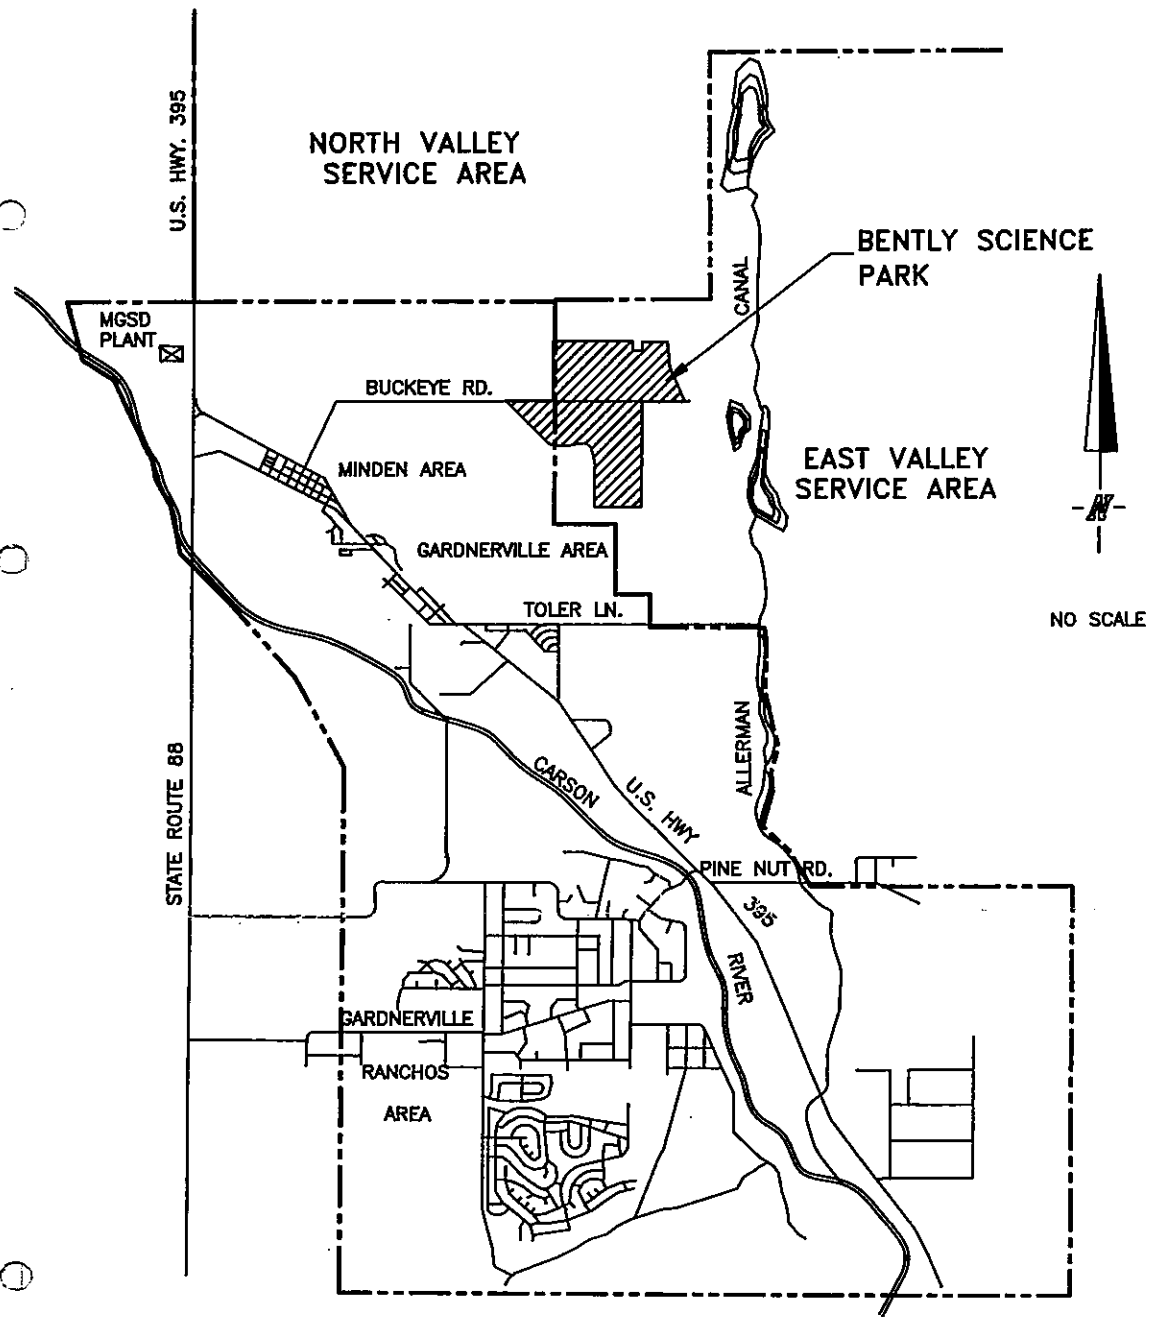 U.S. HWY. 395
NORTH VALLEY
SERVICE AREA
BENTLY SCIENCE
PARK
CANAL
MGSD
PLANT
BUCKEYE RD.
MINDEN AREA
EAST VALLEY
SERVICE AREA
N
GARDNERVILLE AREA
TOLER LN.
NO SCALE
ALLERMAN
STATE ROUTE 88
CARSON
U.S. HWY
PINE NUT RD.
395
RIVER
GARDNERVILLE
RANCHOS
AREA